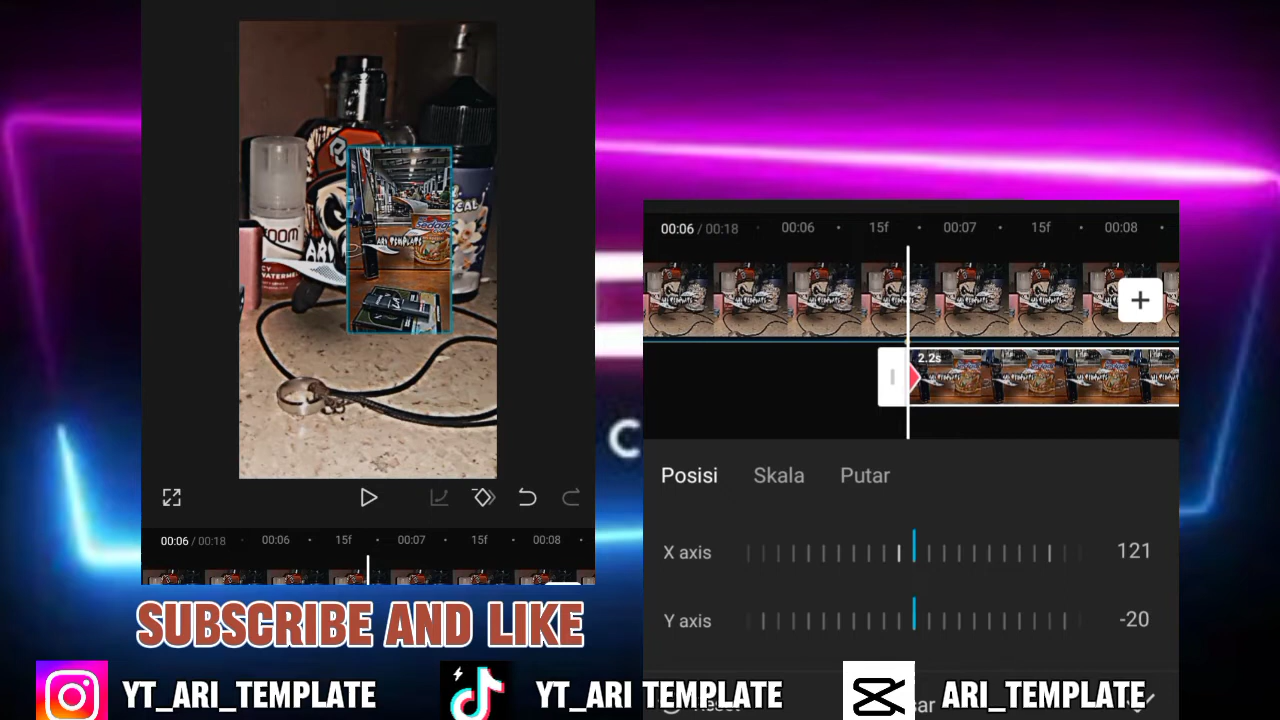 ARI TEMPLATE
00:06 / 00:18
00:06
15f
00:07
15f
00:08
00:06 / 00:18
00:06
15f
00:07
15f
00:08
2.2s
Posisi
Skala
Putar
X axis
121
Y axis
-20
SUBSCRIBE AND LIKE
YT_ARI_TEMPLATE
YT_ARI TEMPLATE
ARI_TEMPLATE